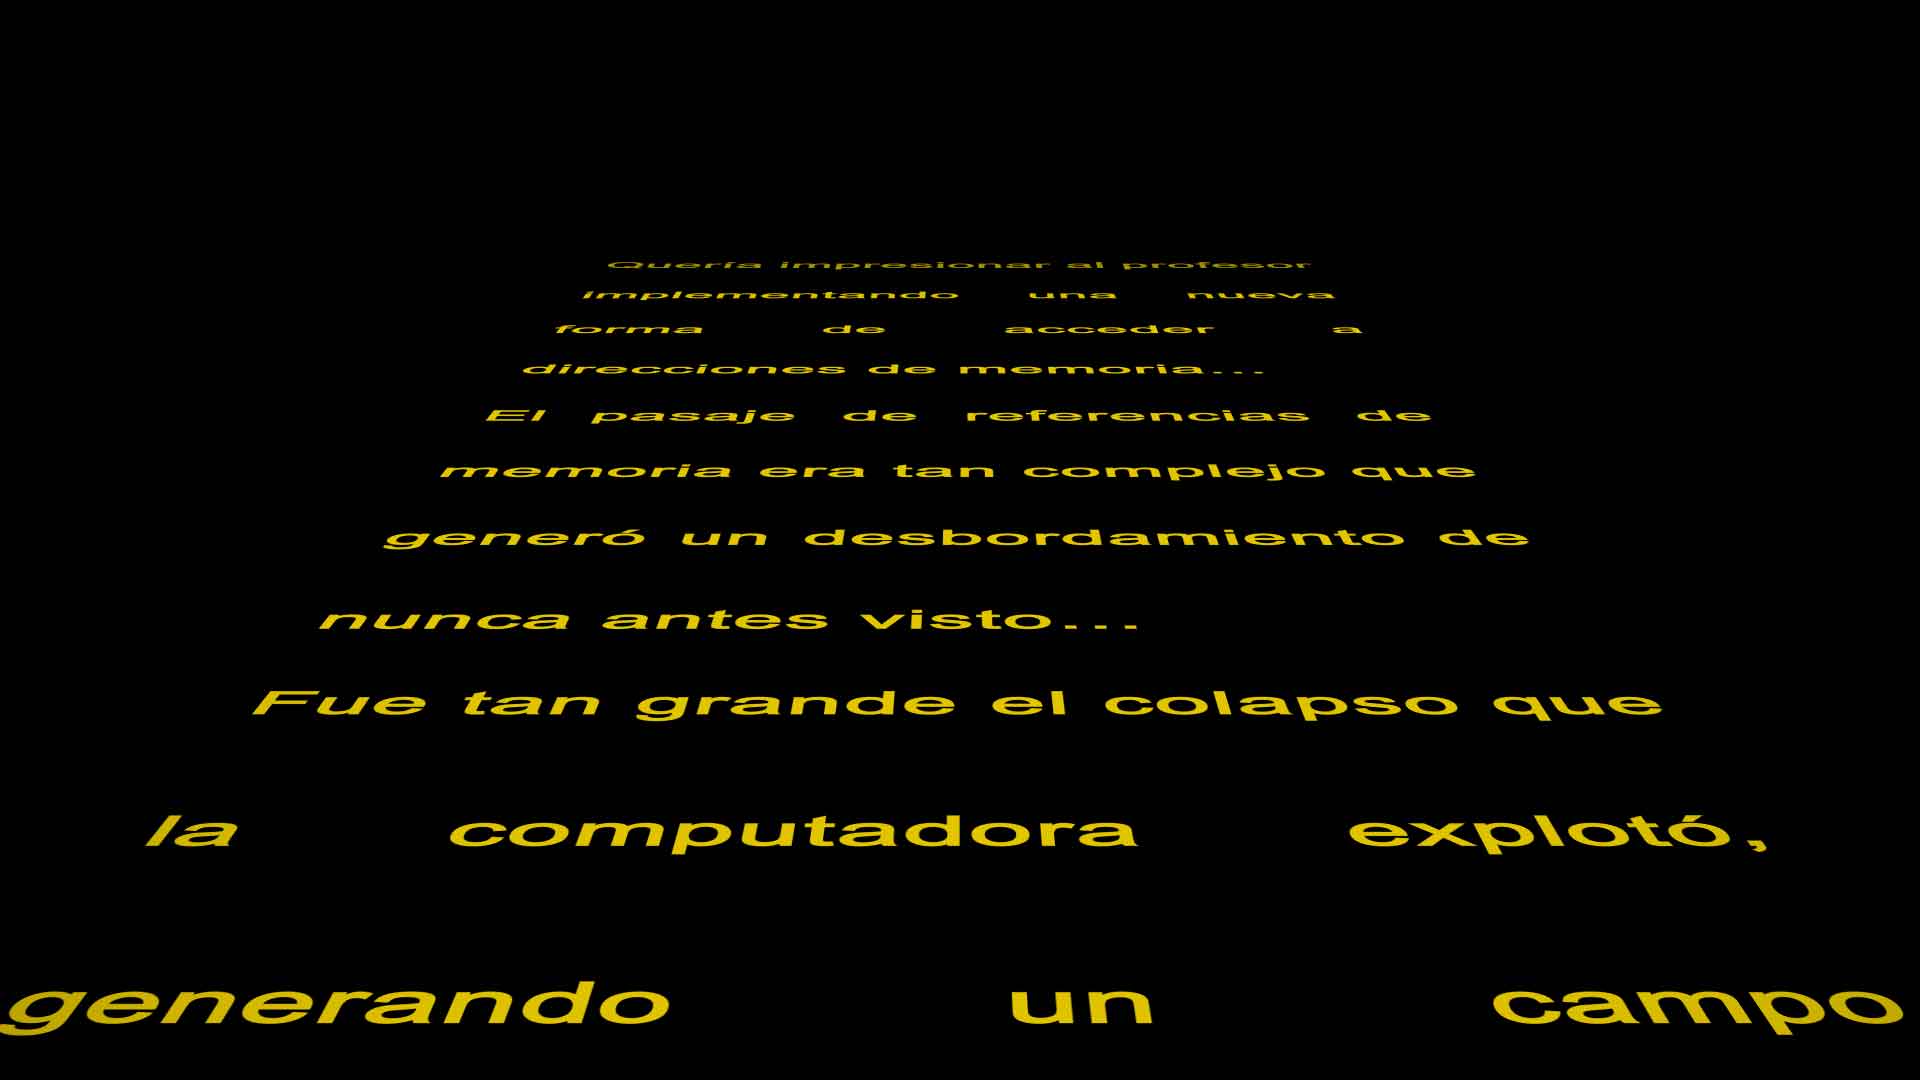 Quería impresionar al profesor
implementando una nueva
forma de acceder a
direcciones de memoria...
El pasaje de referencias de
memoria era tan complejo que
generó un desbordamiento de
nunca antes visto...
Fue tan grande el colapso que
la computadora explotó,
generando un campo